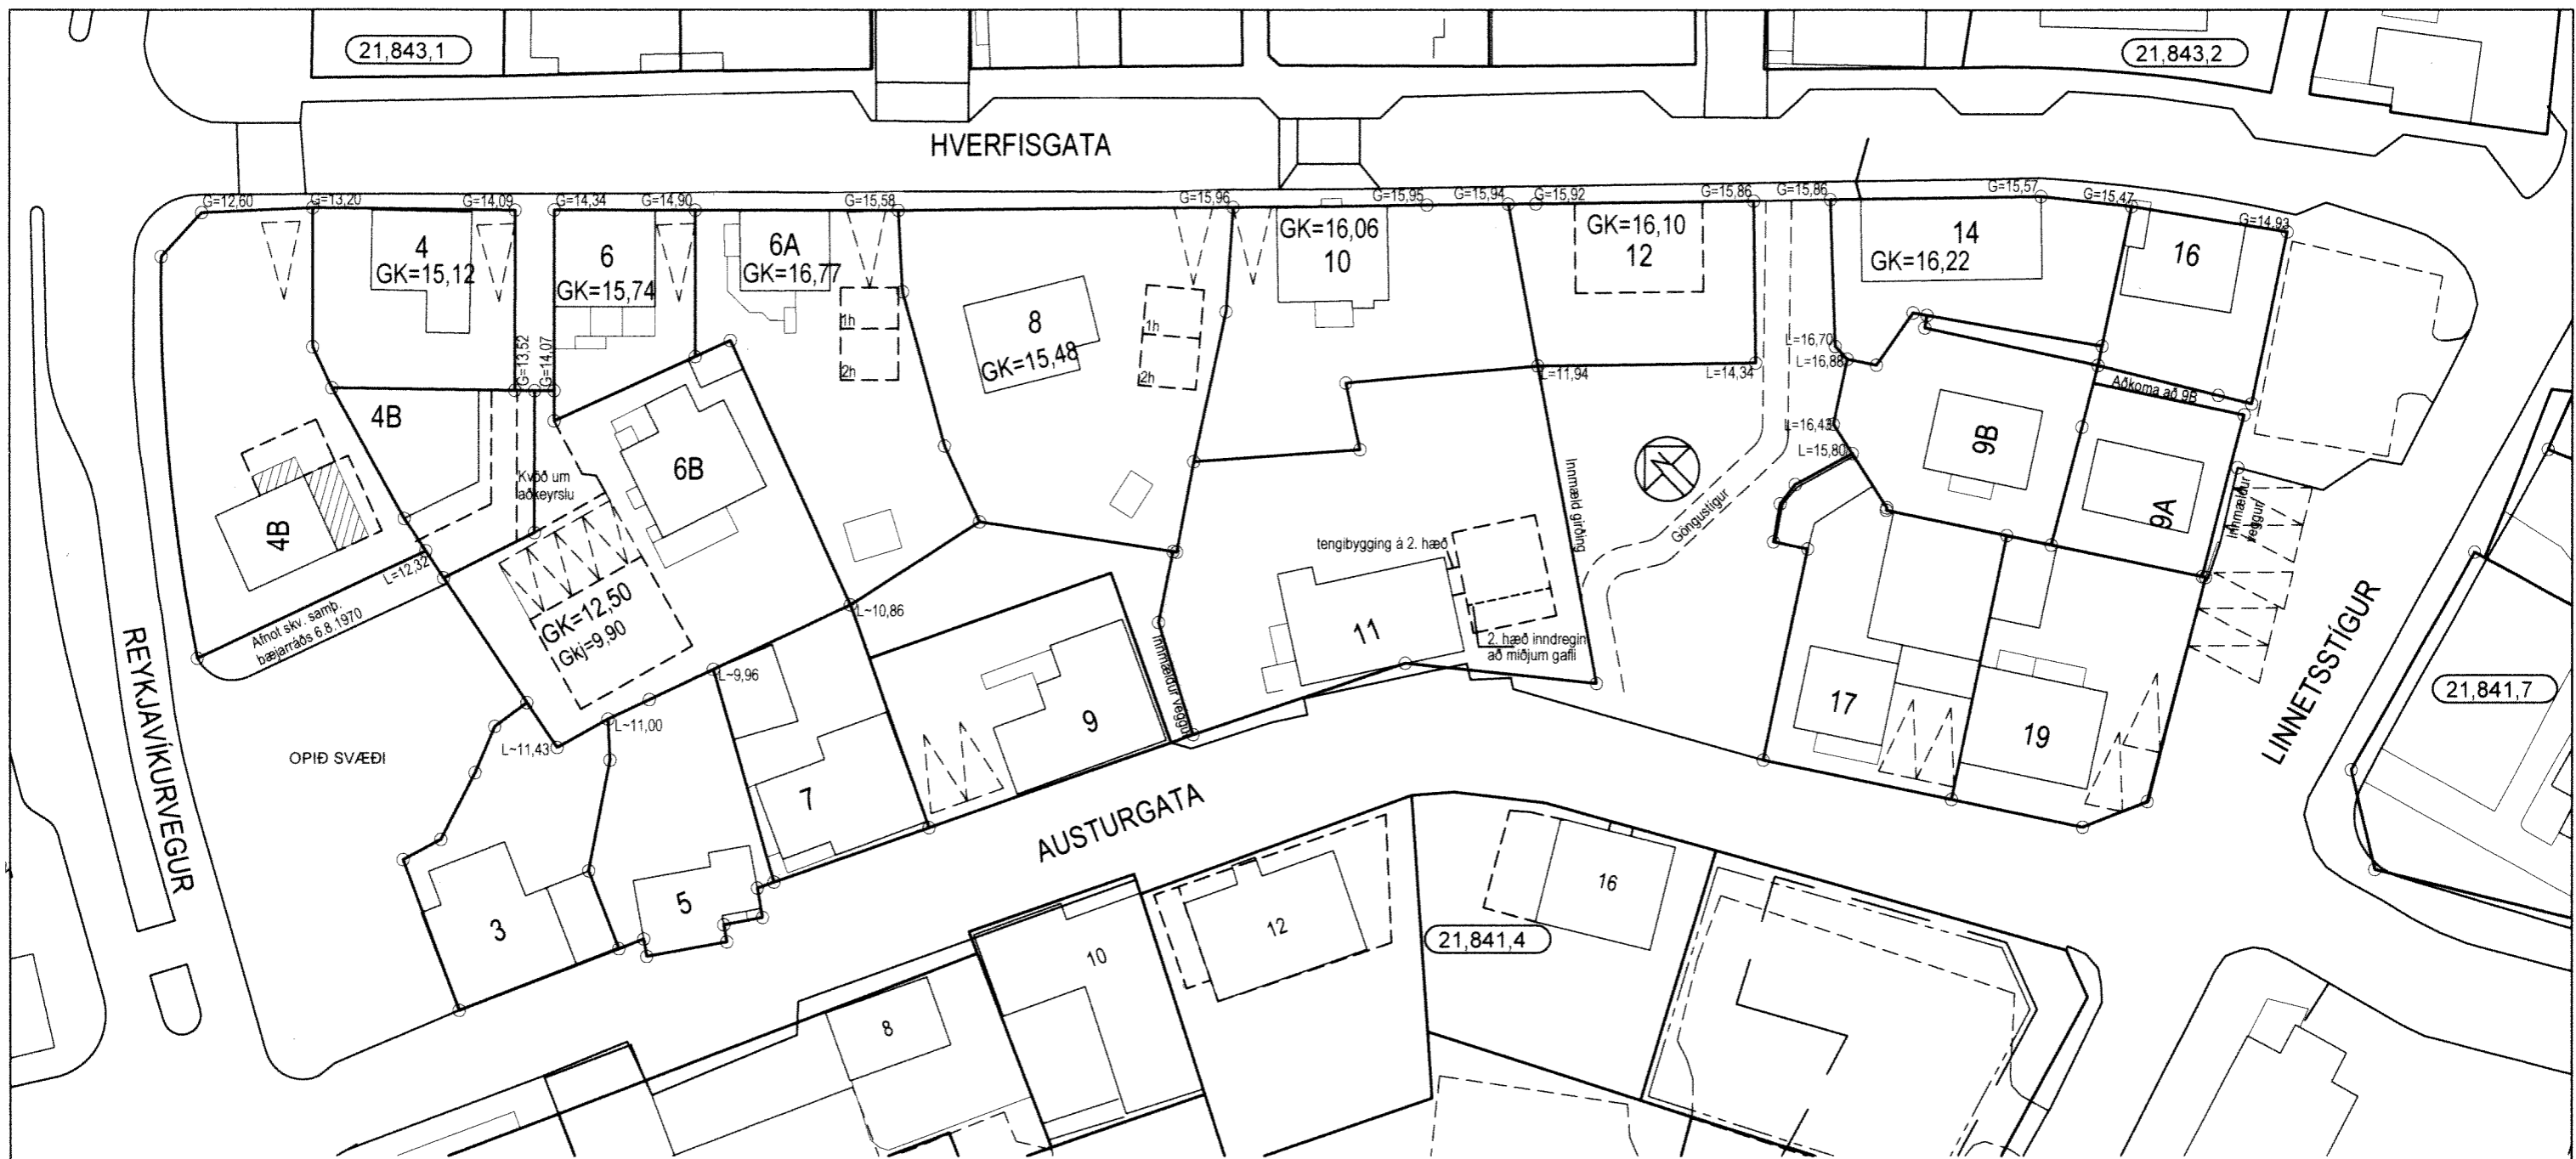 21,843,1
21,843,2
HVERFISGATA
G=12,60
G=13,20
G=14,09
G=14,34
G=14,90
G=15,58
G=15,96
G=15,95
G=15,94
G=15,92
G=15,86
G=15,86
G=15,57
G=15,47
G=14,93
4
GK=15,12
6
GK=15,74
6A
GK=16,77
8
GK=15,48
GK=16,06
10
GK=16,10
12
14
GK=16,22
16
1h
2h
1h
2h
G=13,52
G=14,07
L=16,70
L=16,88
L=11,94
L=14,34
L=16,43
L=15,80
Aðkoma að 9B
4B
4B
6B
9B
9A
Kvöð um
aðkeyrslu
Innmæld girðing
Göngustígur
Innmældur
veggur
tengibygging á 2. hæð
L=12,32
GK=12,50
Gkj=9,90
Afnot skv. samþ.
bæjarráðs 6.8.1970
L~10,86
L~9,96
L~11,00
L~11,43
Innmældur veggur
11
2. hæð inndregin
að miðjum gafli
REYKJAVÍKURVEGUR
LINNETSSTÍGUR
21,841,7
OPIÐ SVÆÐI
9
17
19
7
AUSTURGATA
3
5
8
10
12
16
21,841,4